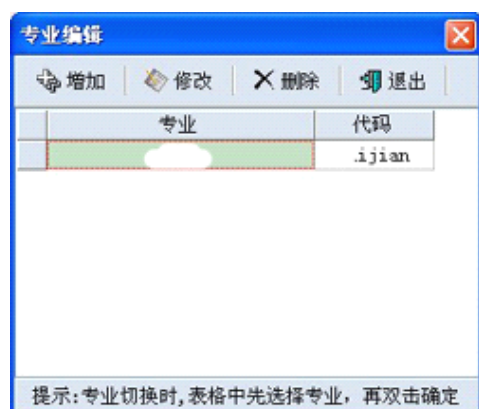 专业编辑
增加 修改 删除 退出
专业 代码
.ijian
提示:专业切换时,表格中先选择专业，再双击确定